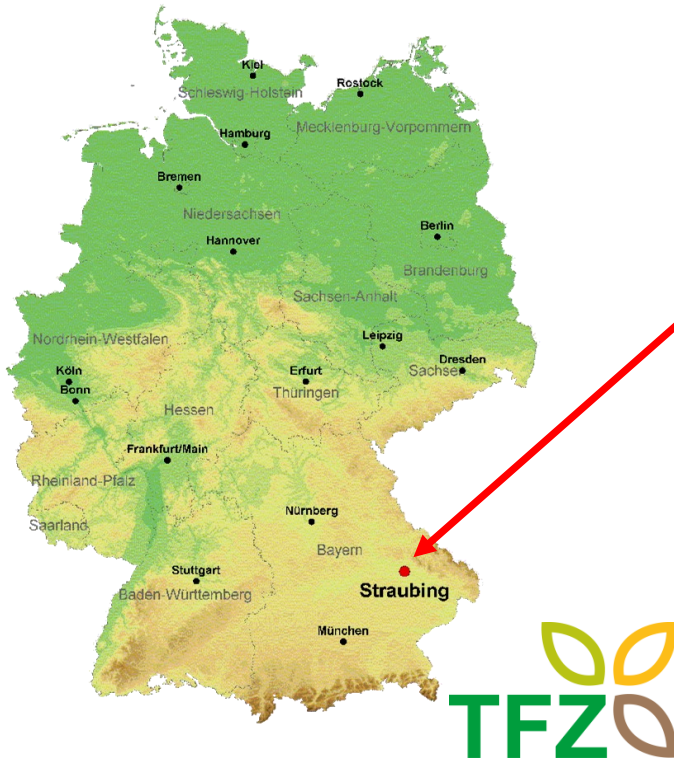 Kiel
Schleswig-Holstein
Rostock
Mecklenburg-Vorpommern
Hamburg
Bremen
Niedersachsen
Berlin
Hannover
Brandenburg
Sachsen-Anhalt
Nordrhein-Westfalen
Leipzig
Dresden
Köln
Erfurt
Sachsen
Bonn
Thüringen
Hessen
Frankfurt/Main
Rheinland-Pfalz
Nürnberg
Saarland
Bayern
Stuttgart
Straubing
Baden-Württemberg
München
TFZ